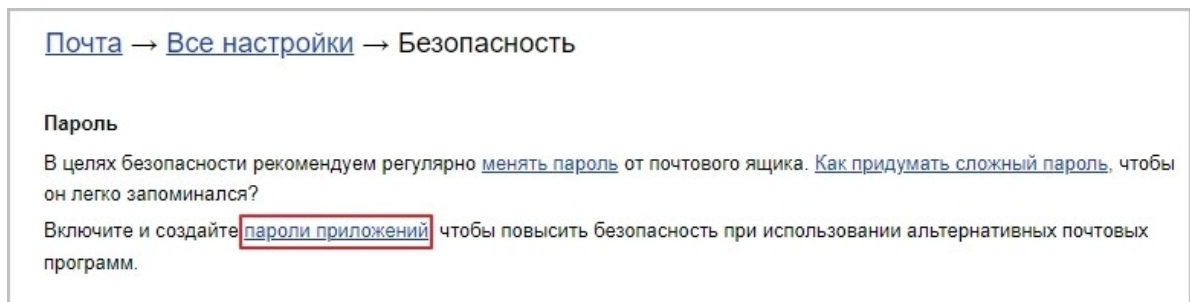 Почта → Все настройки → Безопасность
Пароль
В целях безопасности рекомендуем регулярно менять пароль от почтового ящика. Как придумать сложный пароль, чтобы
он легко запоминался?
Включите и создайте пароли приложений чтобы повысить безопасность при использовании альтернативных почтовых
программ.